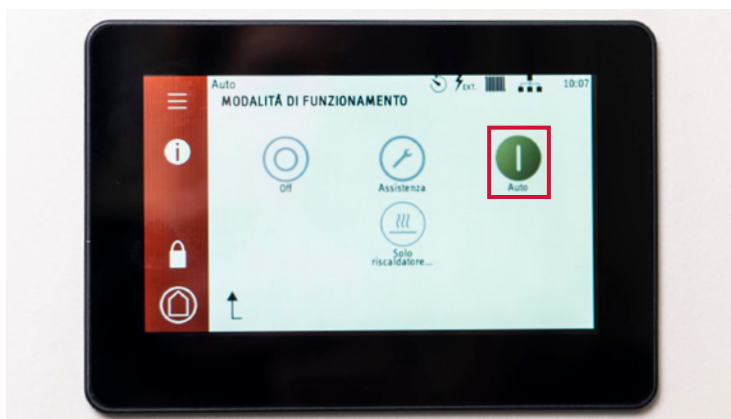 Auto
EXT.
10:07
MODALITÀ DI FUNZIONAMENTO
i
Off
Assistenza
Auto
Solo
riscaldatore...